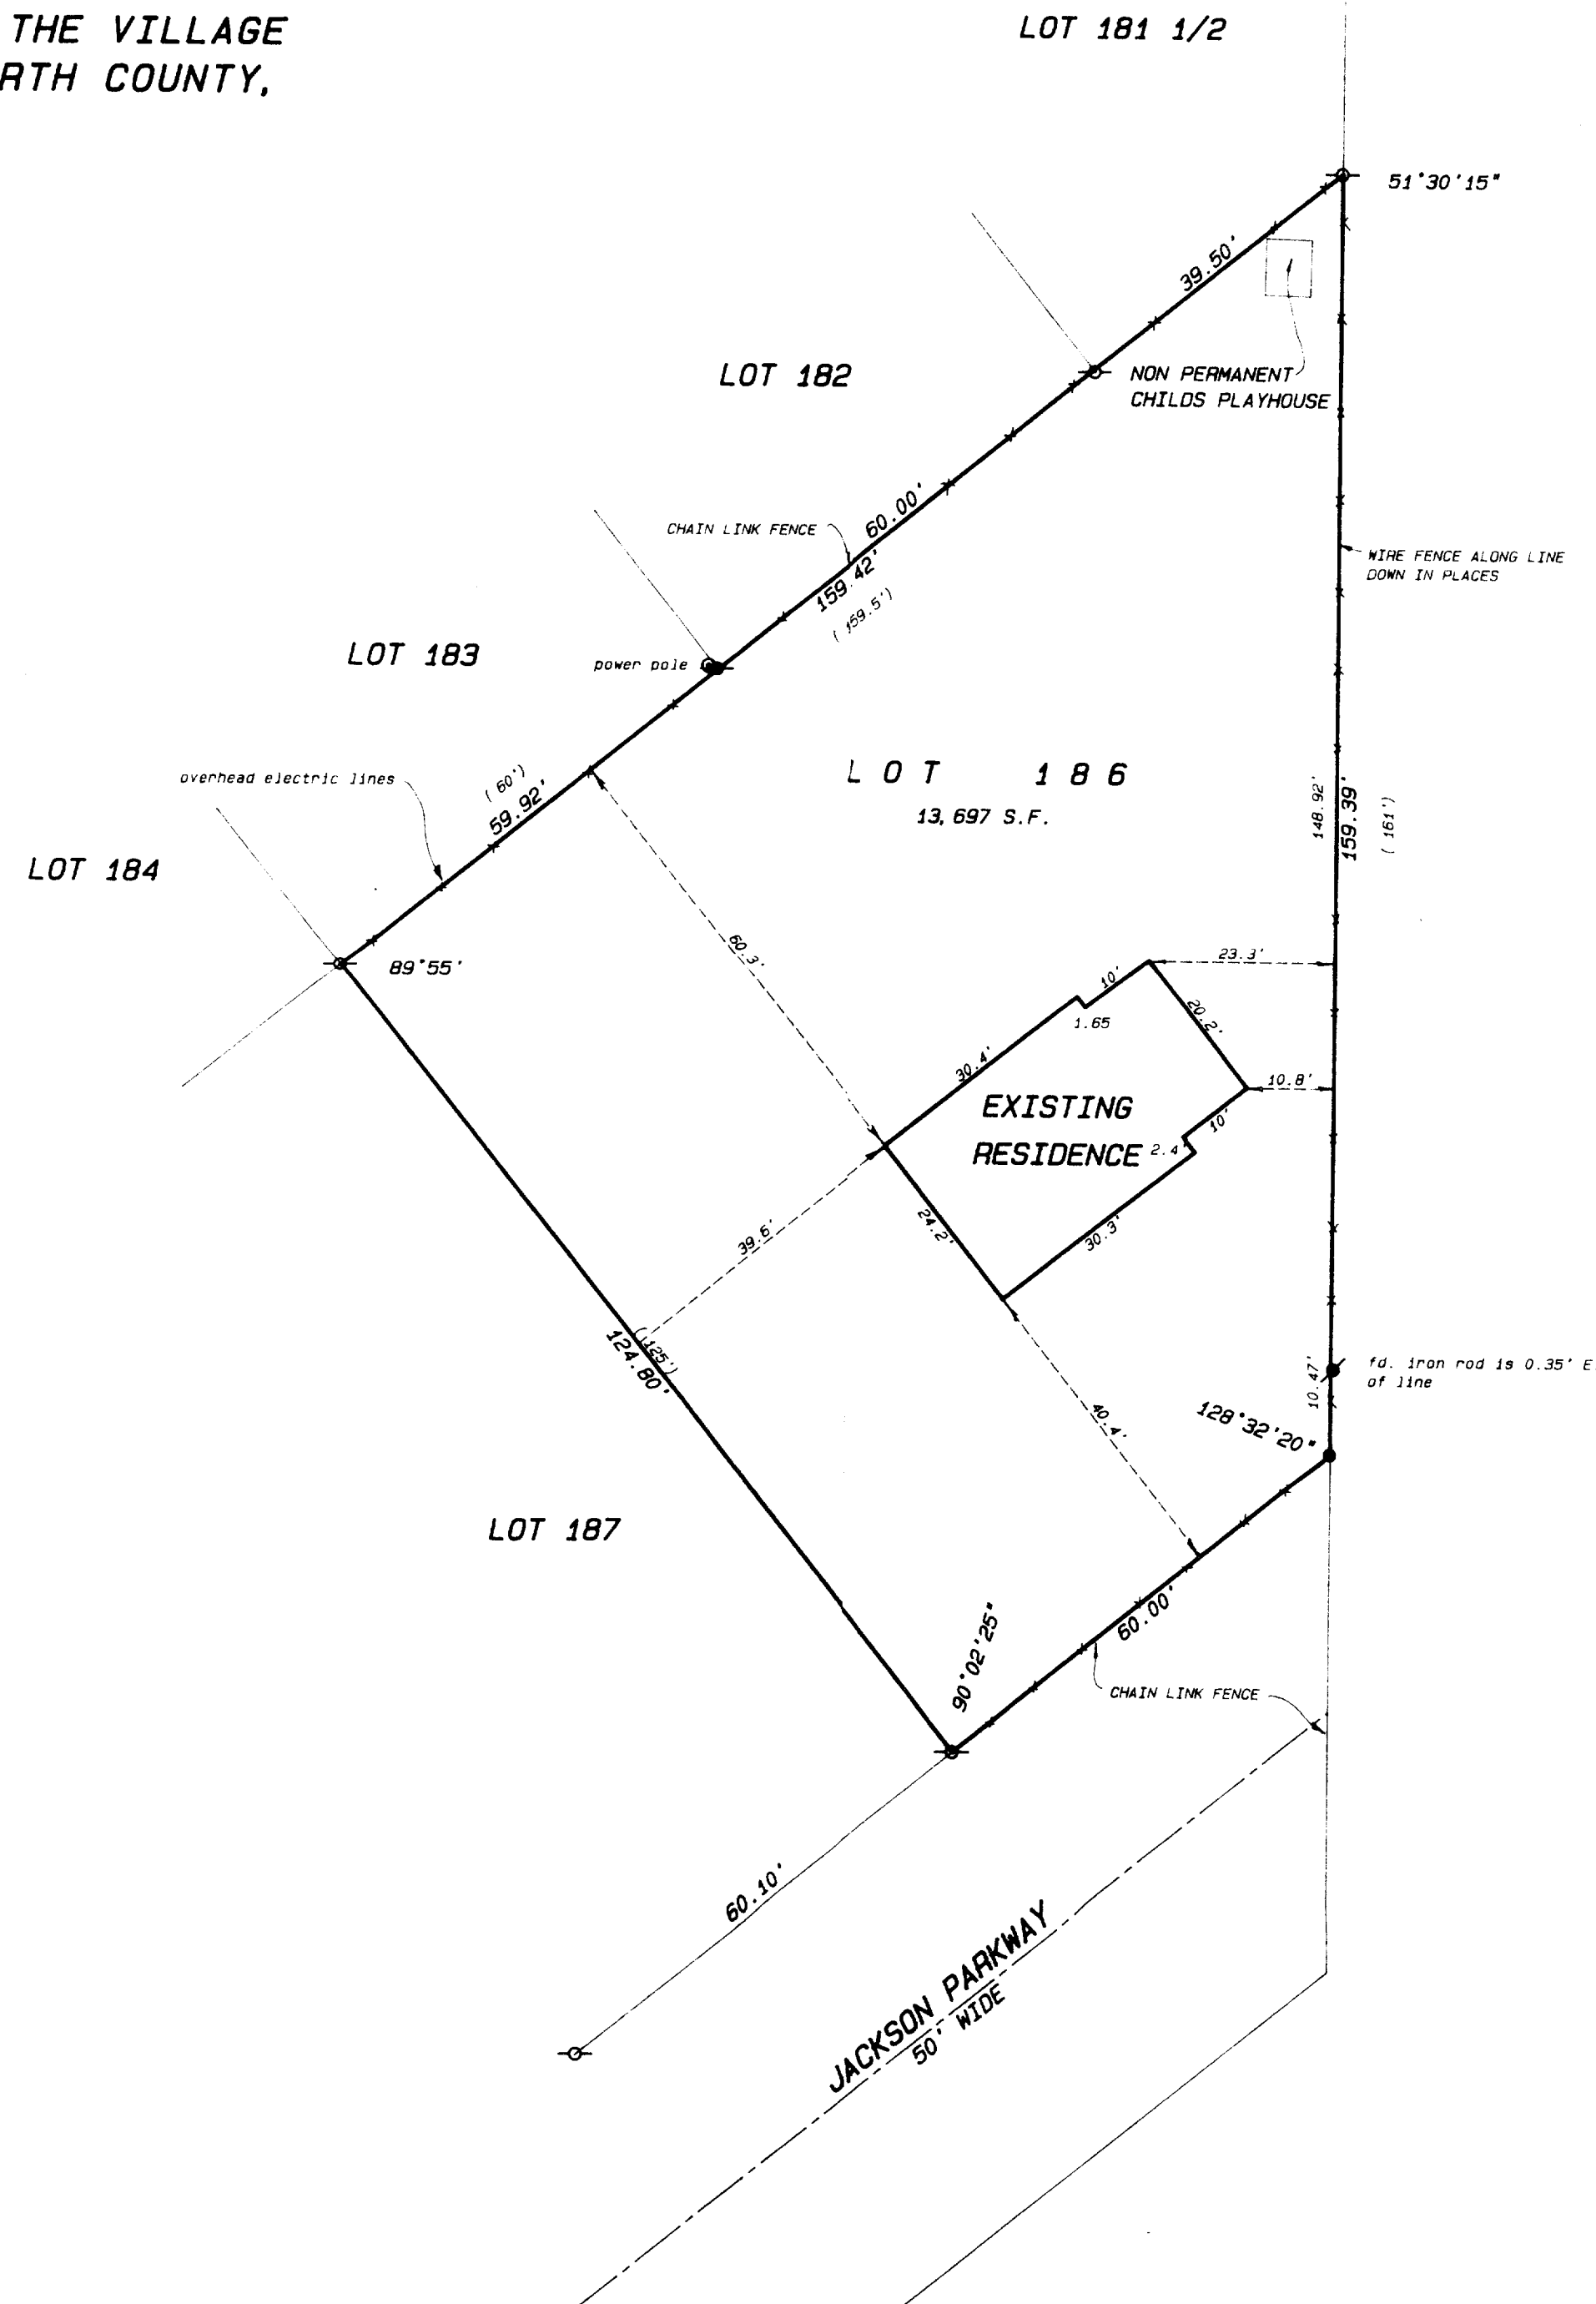 THE VILLAGE
RTH COUNTY,
LOT 181 1/2
51°30'15"
39.50'
NON PERMANENT
CHILDS PLAYHOUSE
LOT 182
60.00'
CHAIN LINK FENCE
159.42'
(159.5')
WIRE FENCE ALONG LINE
DOWN IN PLACES
LOT 183
power pole
overhead electric lines
(60')
59.92'
LOT 186
13,697 S.F.
148.92'
159.39'
(161')
LOT 184
89°55'
60.3'
23.3'
10'
1.65
20.2'
30.4'
10.8'
EXISTING
RESIDENCE
2.4'
10'
24.2'
30.3'
39.6'
(125')
124.80'
40.4'
10.47'
fd. iron rod is 0.35' E.
of line
128°32'20"
LOT 187
90°02'25"
60.00'
CHAIN LINK FENCE
60.10'
JACKSON PARKWAY
50' WIDE